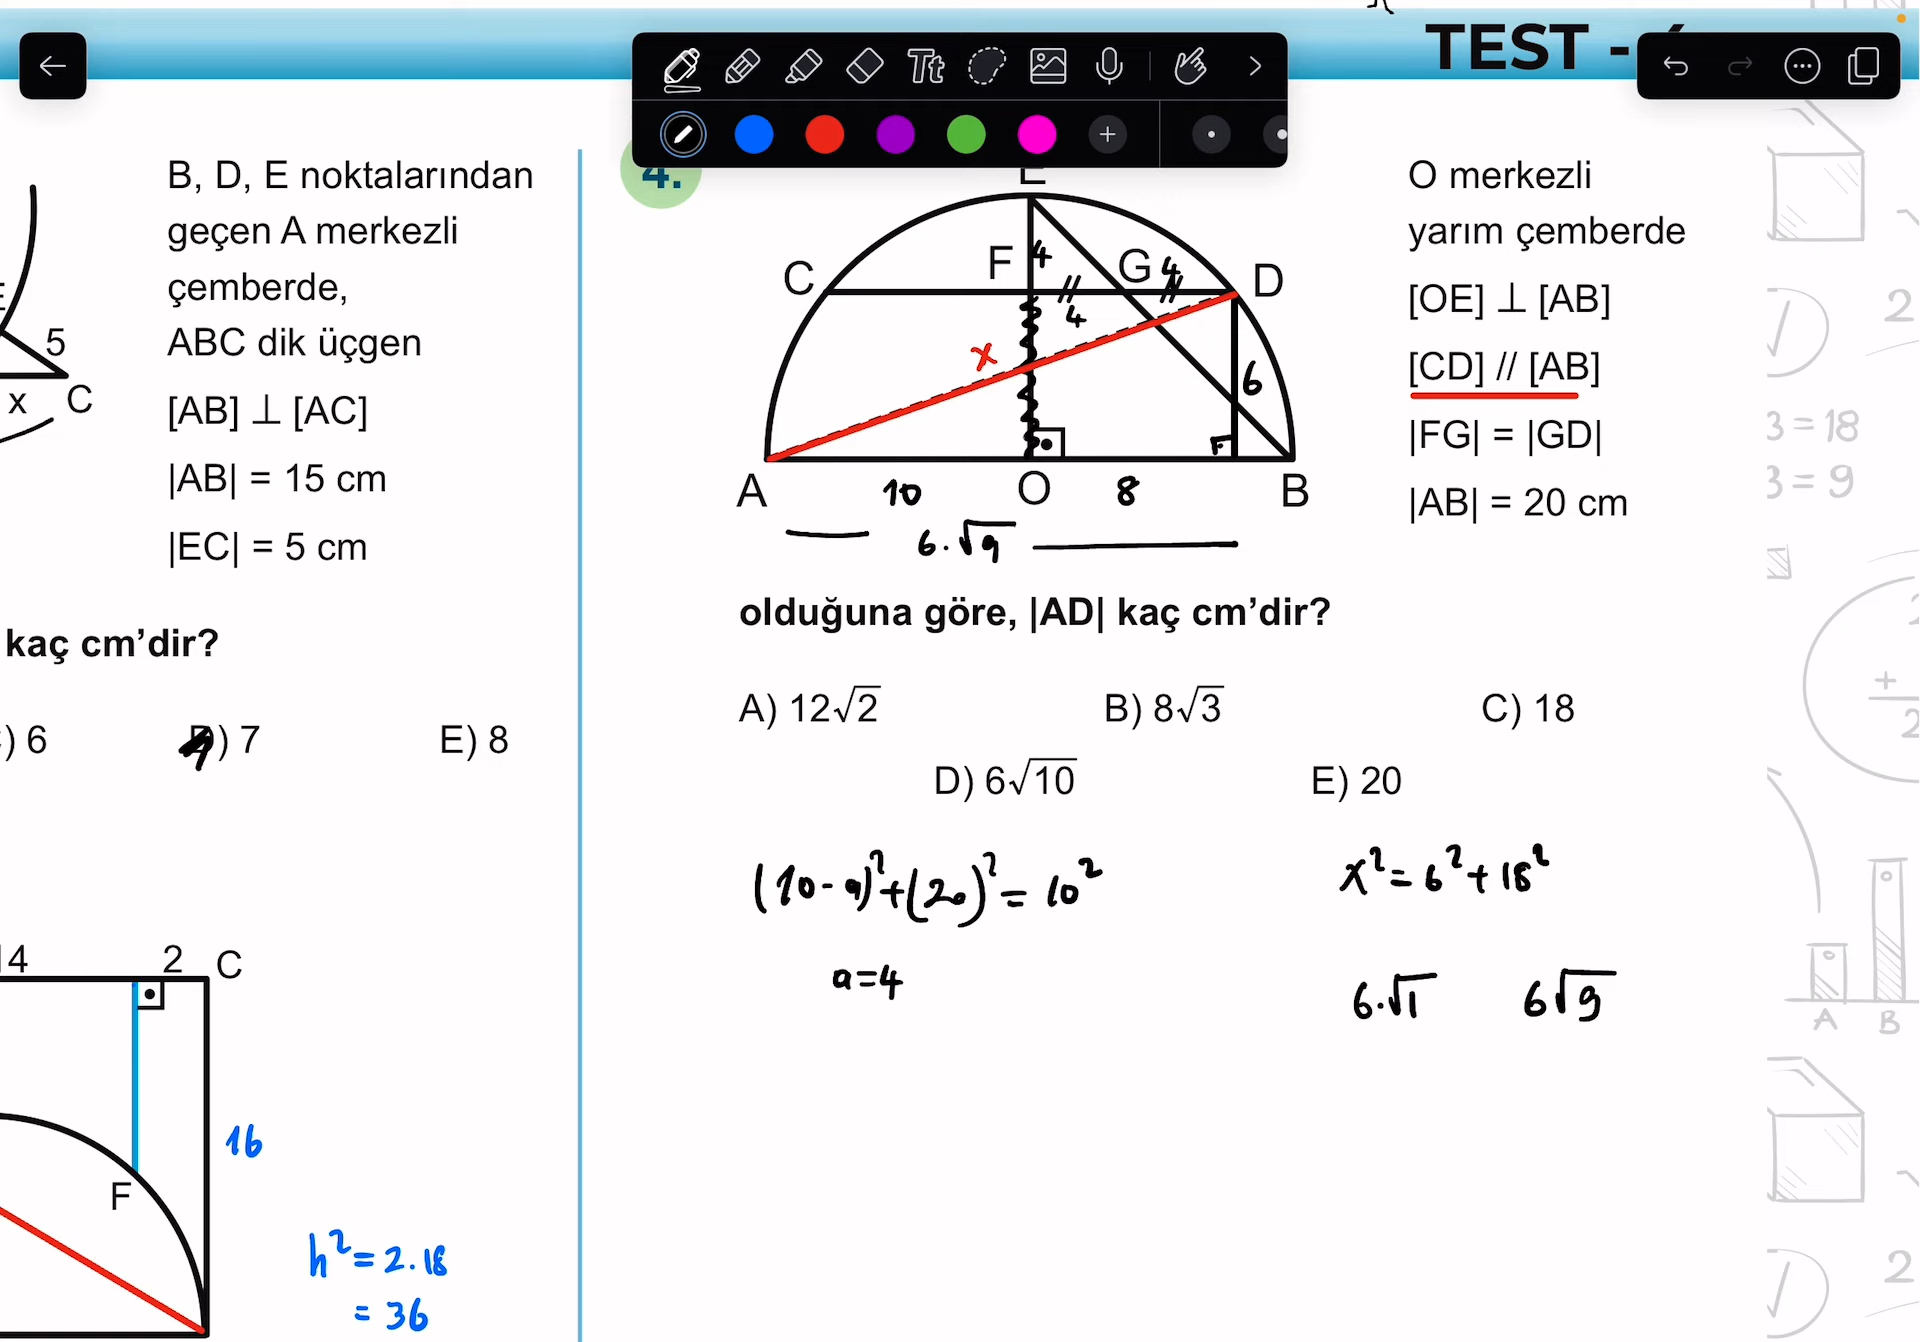 TEST -
B, D, E noktalarından
geçen A merkezli
çemberde,
ABC dik üçgen
[AB] ⊥ [AC]
|AB| = 15 cm
|EC| = 5 cm
5
x C
kaç cm'dir?
) 6
) 7
E) 8
14 2 C
16
F
h² = 2.18
= 36
4.
E
C F 4 G 4 D
4
x
6
A 10 O 8 B
6.√9
O merkezli
yarım çemberde
[OE] ⊥ [AB]
[CD] // [AB]
|FG| = |GD|
|AB| = 20 cm
olduğuna göre, |AD| kaç cm'dir?
A) 12√2 B) 8√3 C) 18
D) 6√10 E) 20
(10-a)²+(2a)² = 10²
a=4
x² = 6² + 18²
6.√1 6√9
2
3 = 18
3 = 9
+
2
A B
2